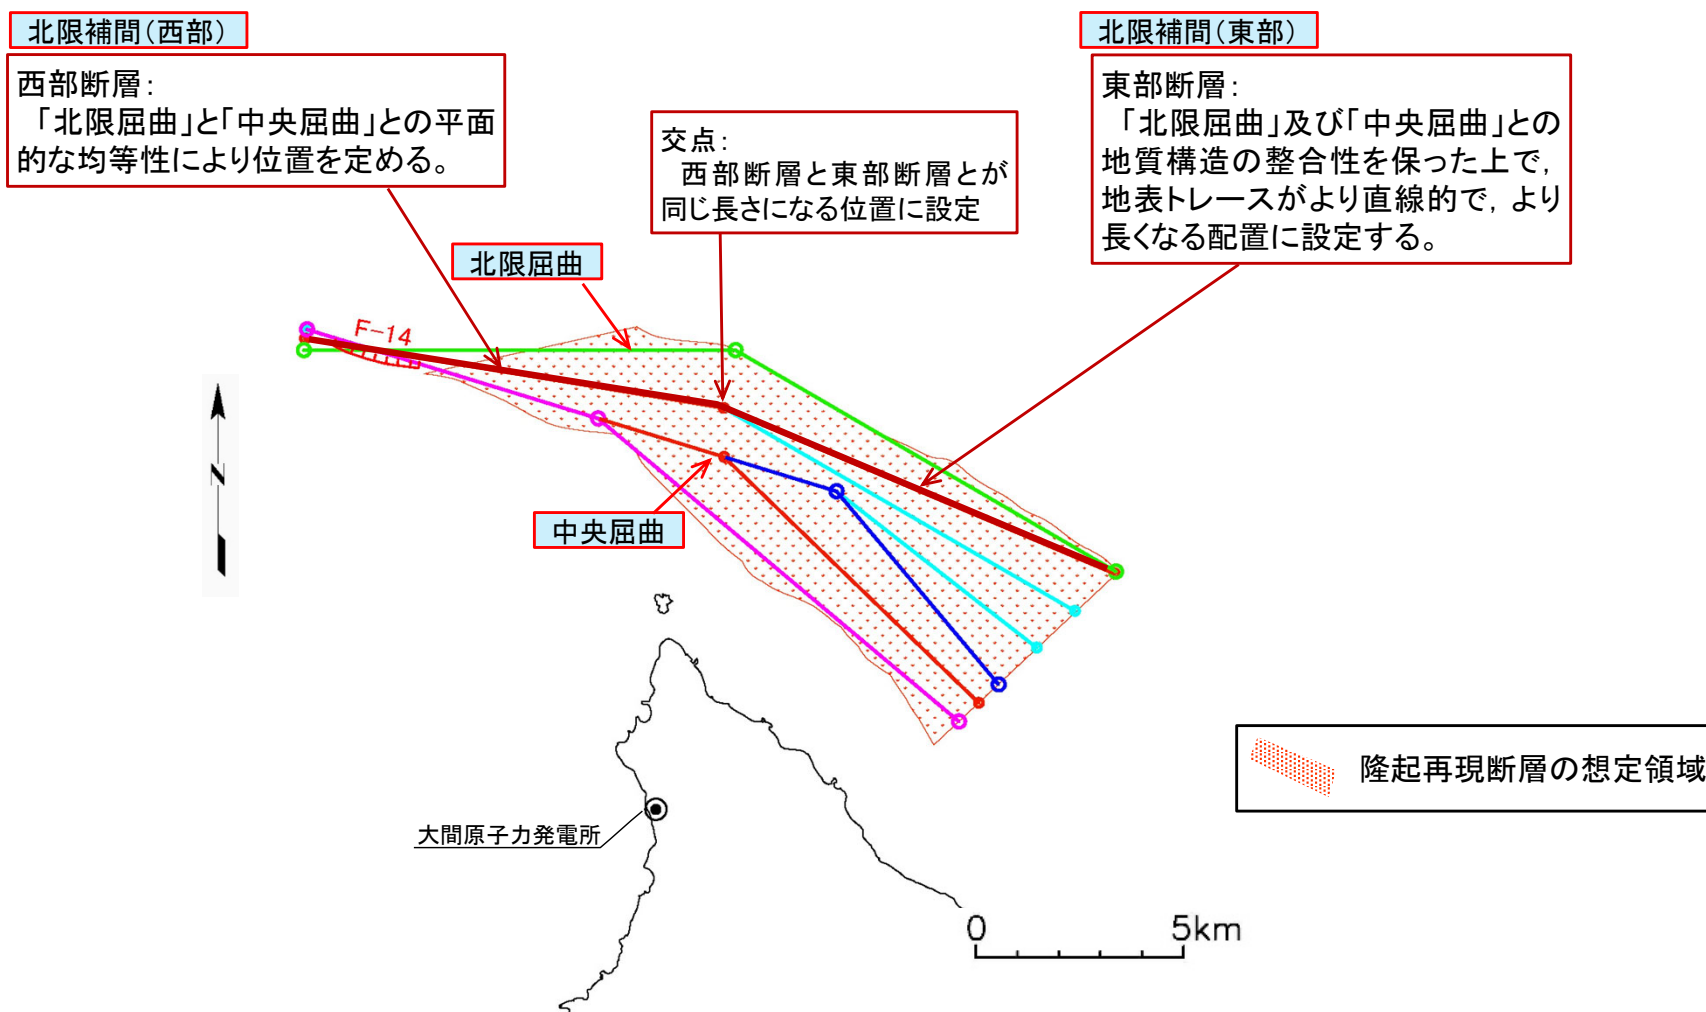 北限補間(西部)
西部断層:
「北限屈曲」と「中央屈曲」との平面
的な均等性により位置を定める。
交点:
西部断層と東部断層とが
同じ長さになる位置に設定
北限補間(東部)
東部断層:
「北限屈曲」及び「中央屈曲」との
地質構造の整合性を保った上で,
地表トレースがより直線的で,より
長くなる配置に設定する。
北限屈曲
F-14
N
中央屈曲
隆起再現断層の想定領域
大間原子力発電所
0 5km